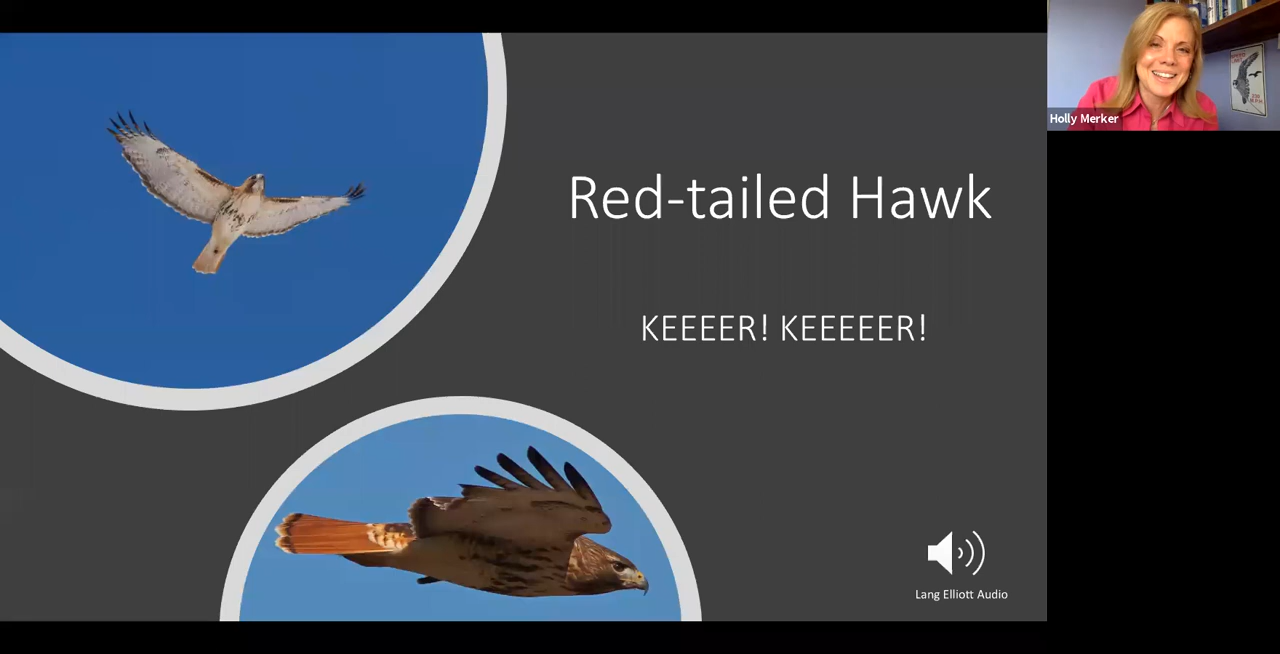 Red-tailed Hawk
KEEEER! KEEEEER!
Lang Elliott Audio
Holly Merker